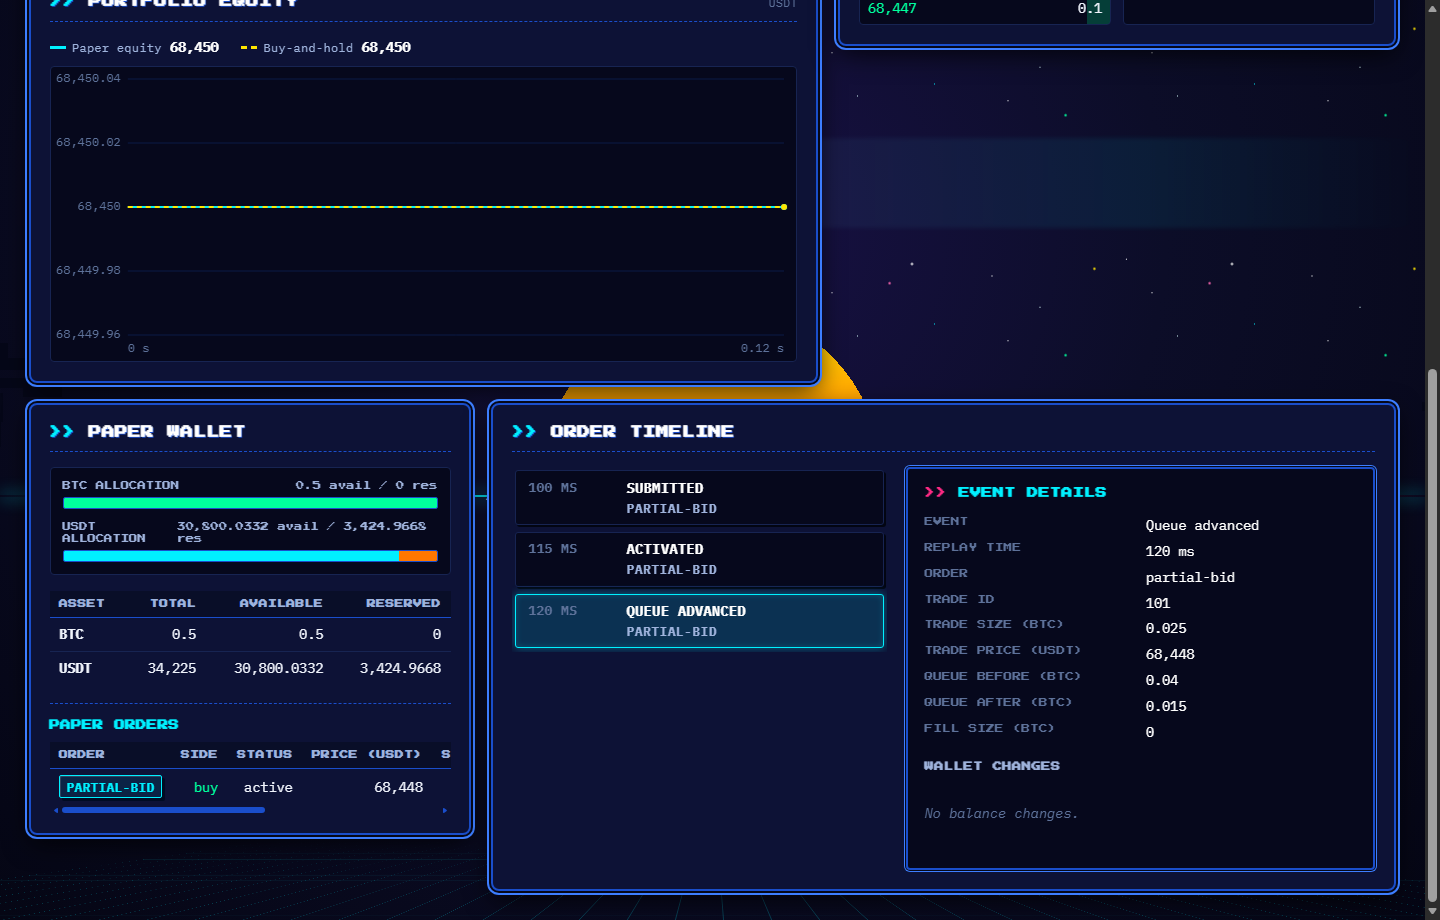 >> PORTFOLIO EQUITY USDT
Paper equity 68,450 Buy-and-hold 68,450
68,450.04
68,450.02
68,450
68,449.98
68,449.96
0 s 0.12 s
68,447 0.1
>> PAPER WALLET
BTC ALLOCATION 0.5 avail / 0 res
USDT ALLOCATION 30,800.0332 avail / 3,424.9668 res
ASSET TOTAL AVAILABLE RESERVED
BTC 0.5 0.5 0
USDT 34,225 30,800.0332 3,424.9668
PAPER ORDERS
ORDER SIDE STATUS PRICE (USDT) S
PARTIAL-BID buy active 68,448
>> ORDER TIMELINE
100 MS SUBMITTED
PARTIAL-BID
115 MS ACTIVATED
PARTIAL-BID
120 MS QUEUE ADVANCED
PARTIAL-BID
>> EVENT DETAILS
EVENT Queue advanced
REPLAY TIME 120 ms
ORDER partial-bid
TRADE ID 101
TRADE SIZE (BTC) 0.025
TRADE PRICE (USDT) 68,448
QUEUE BEFORE (BTC) 0.04
QUEUE AFTER (BTC) 0.015
FILL SIZE (BTC) 0
WALLET CHANGES
No balance changes.